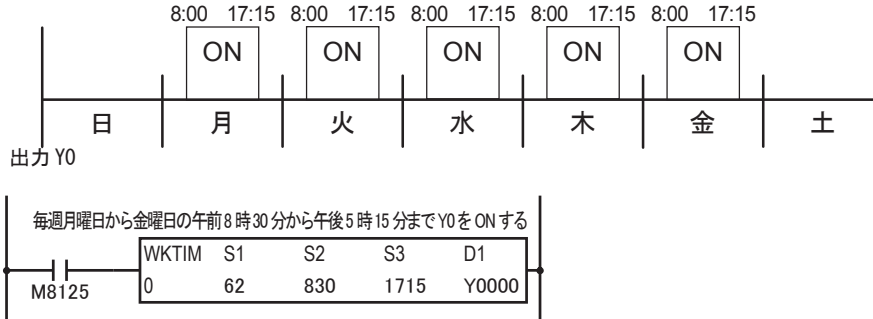 8:00 17:15 8:00 17:15 8:00 17:15 8:00 17:15 8:00 17:15
ON ON ON ON ON
日 月 火 水 木 金 土
出力 Y0
毎週月曜日から金曜日の午前8時30分から午後5時15分までY0をONする
WKTIM S1 S2 S3 D1
M8125 0 62 830 1715 Y0000